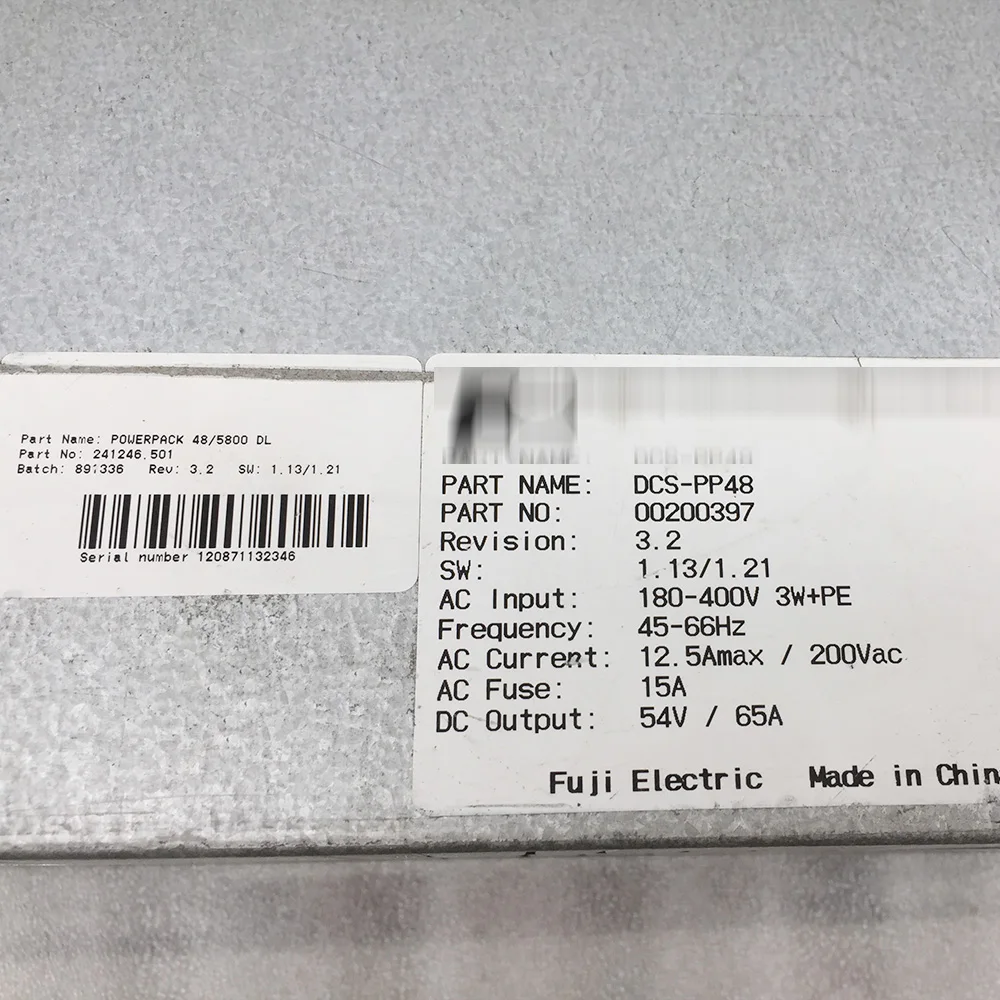 Part Name: POWERPACK 48/5800 DL
Part No: 241246.501
Batch: 891336 Rev: 3.2 SW: 1.13/1.21
Serial number 120871132346
PART NAME: DCS-PP48
PART NO: 00200397
Revision: 3.2
SW: 1.13/1.21
AC Input: 180-400V 3W+PE
Frequency: 45-66Hz
AC Current: 12.5Amax / 200Vac
AC Fuse: 15A
DC Output: 54V / 65A
Fuji Electric Made in Chin